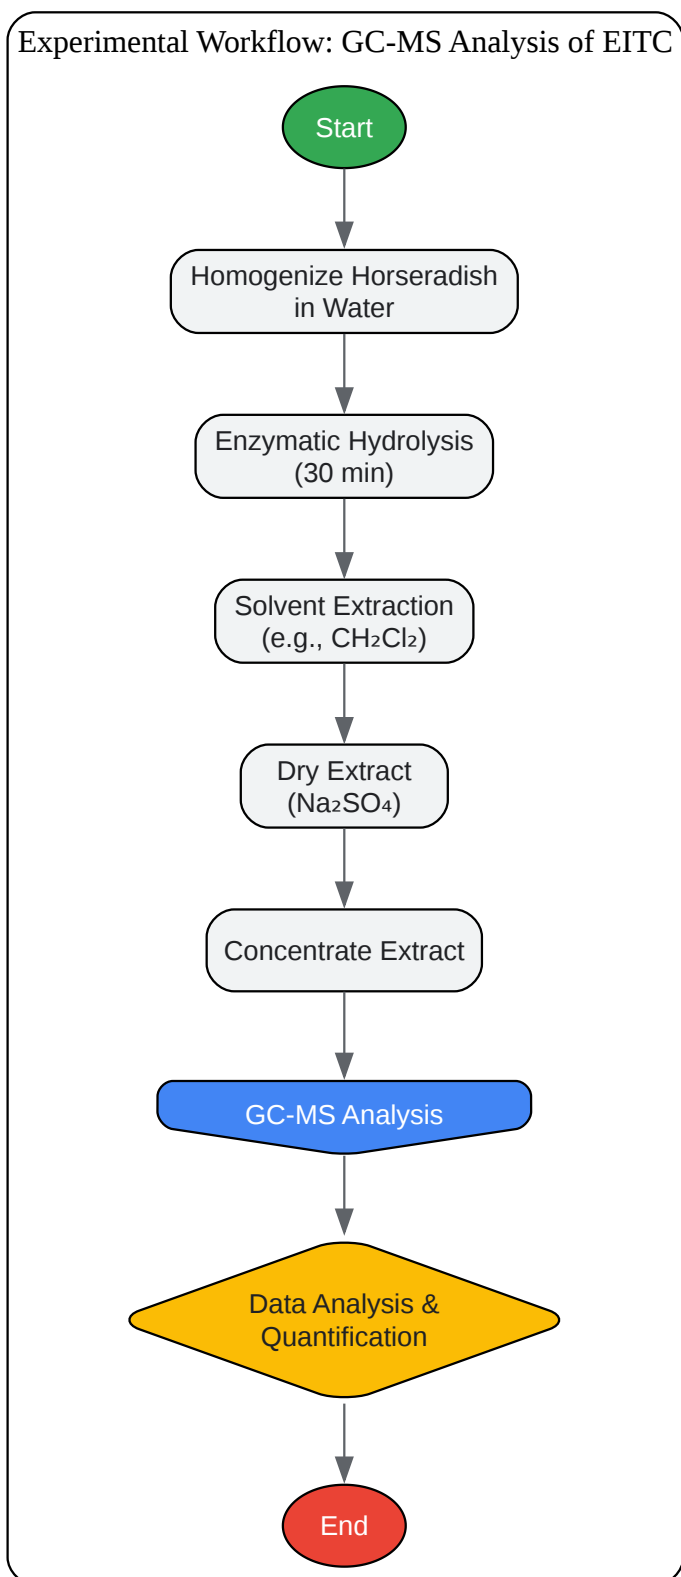 Experimental Workflow: GC-MS Analysis of EITC
Start
Homogenize Horseradish
in Water
Enzymatic Hydrolysis
(30 min)
Solvent Extraction
(e.g., CH₂Cl₂)
Dry Extract
(Na₂SO₄)
Concentrate Extract
GC-MS Analysis
Data Analysis &
Quantification
End